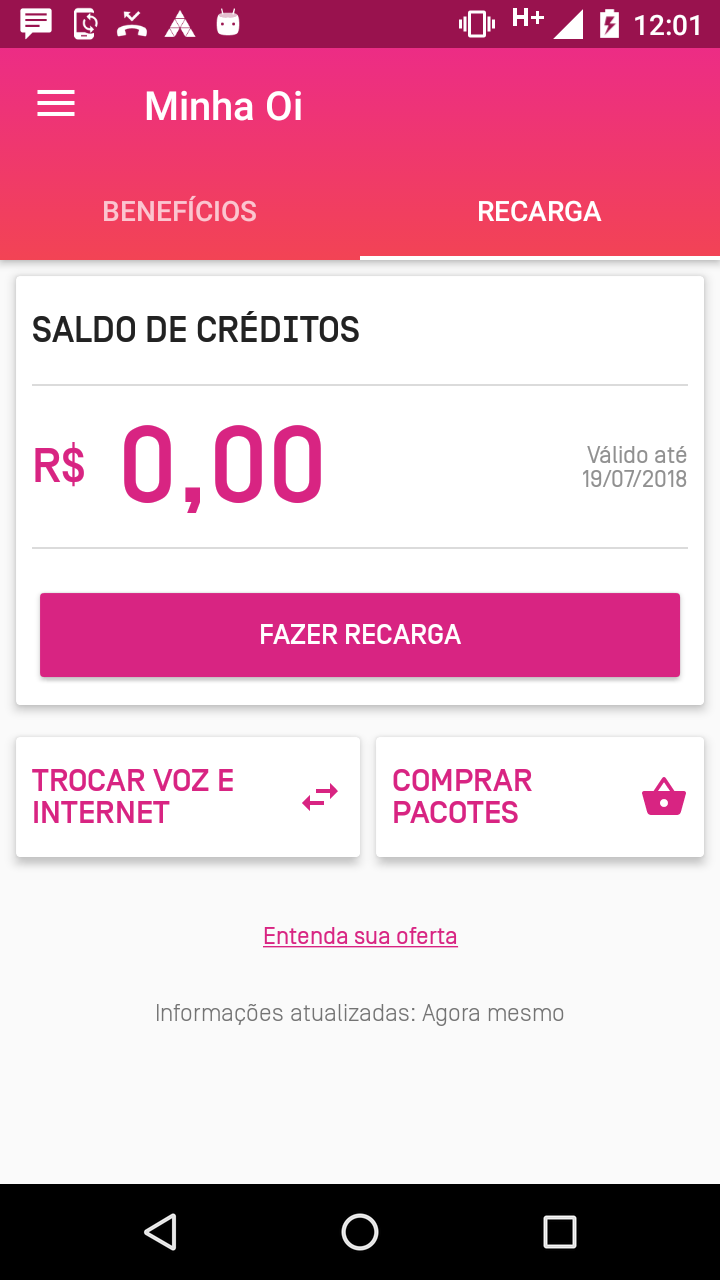 H+ 12:01
Minha Oi
BENEFÍCIOS RECARGA
SALDO DE CRÉDITOS
R$ 0,00
Válido até
19/07/2018
FAZER RECARGA
TROCAR VOZ E
INTERNET
COMPRAR
PACOTES
Entenda sua oferta
Informações atualizadas: Agora mesmo